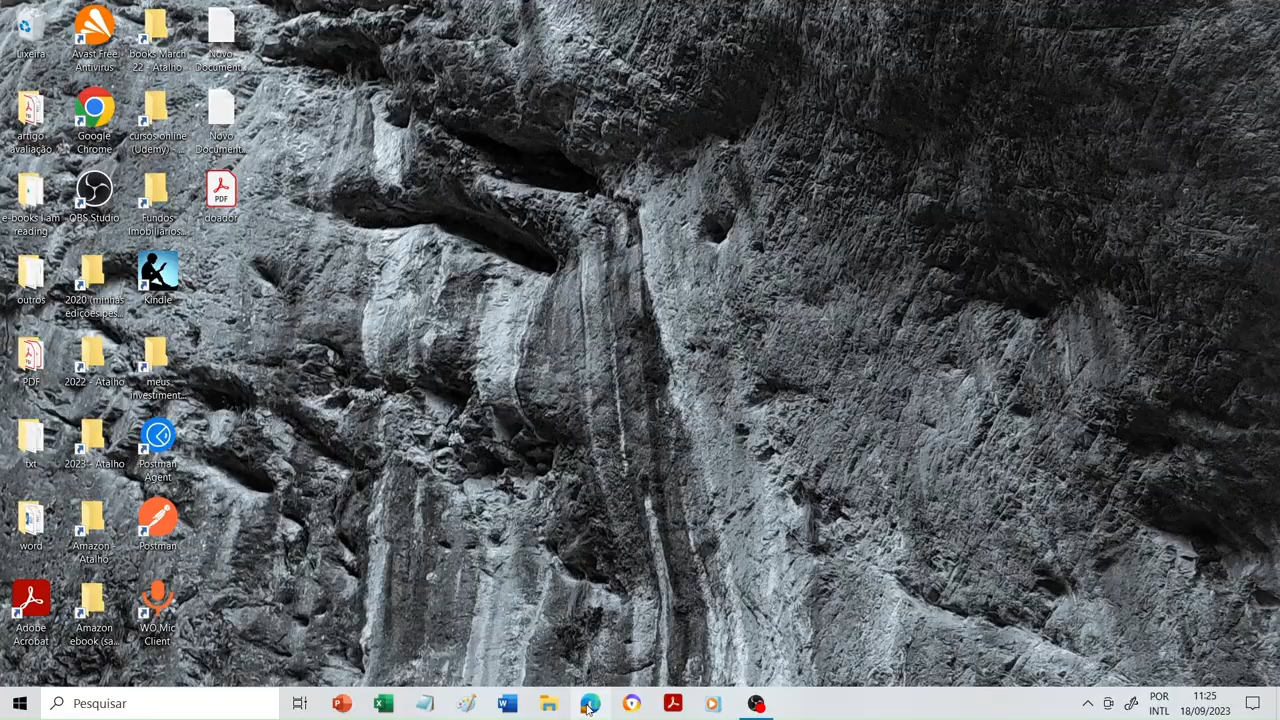 Lixeira
Avast Free
Antivirus
books March
22 - Atalho
Novo
Document...
artigo
avaliação
Google
Chrome
cursos online
(Udemy) -...
Novo
Document...
e-books I am
reading
OBS Studio
Fundos
Imobiliários...
PDF
doador
outros
2020 (minhas
edições pes...
Kindle
PDF
2022 - Atalho
meus
investiment...
txt
2023 - Atalho
Postman
Agent
word
Amazon -
Atalho
Postman
Adobe
Acrobat
Amazon
ebook (sa...
WO Mic
Client
Pesquisar
POR
INTL
11:25
18/09/2023